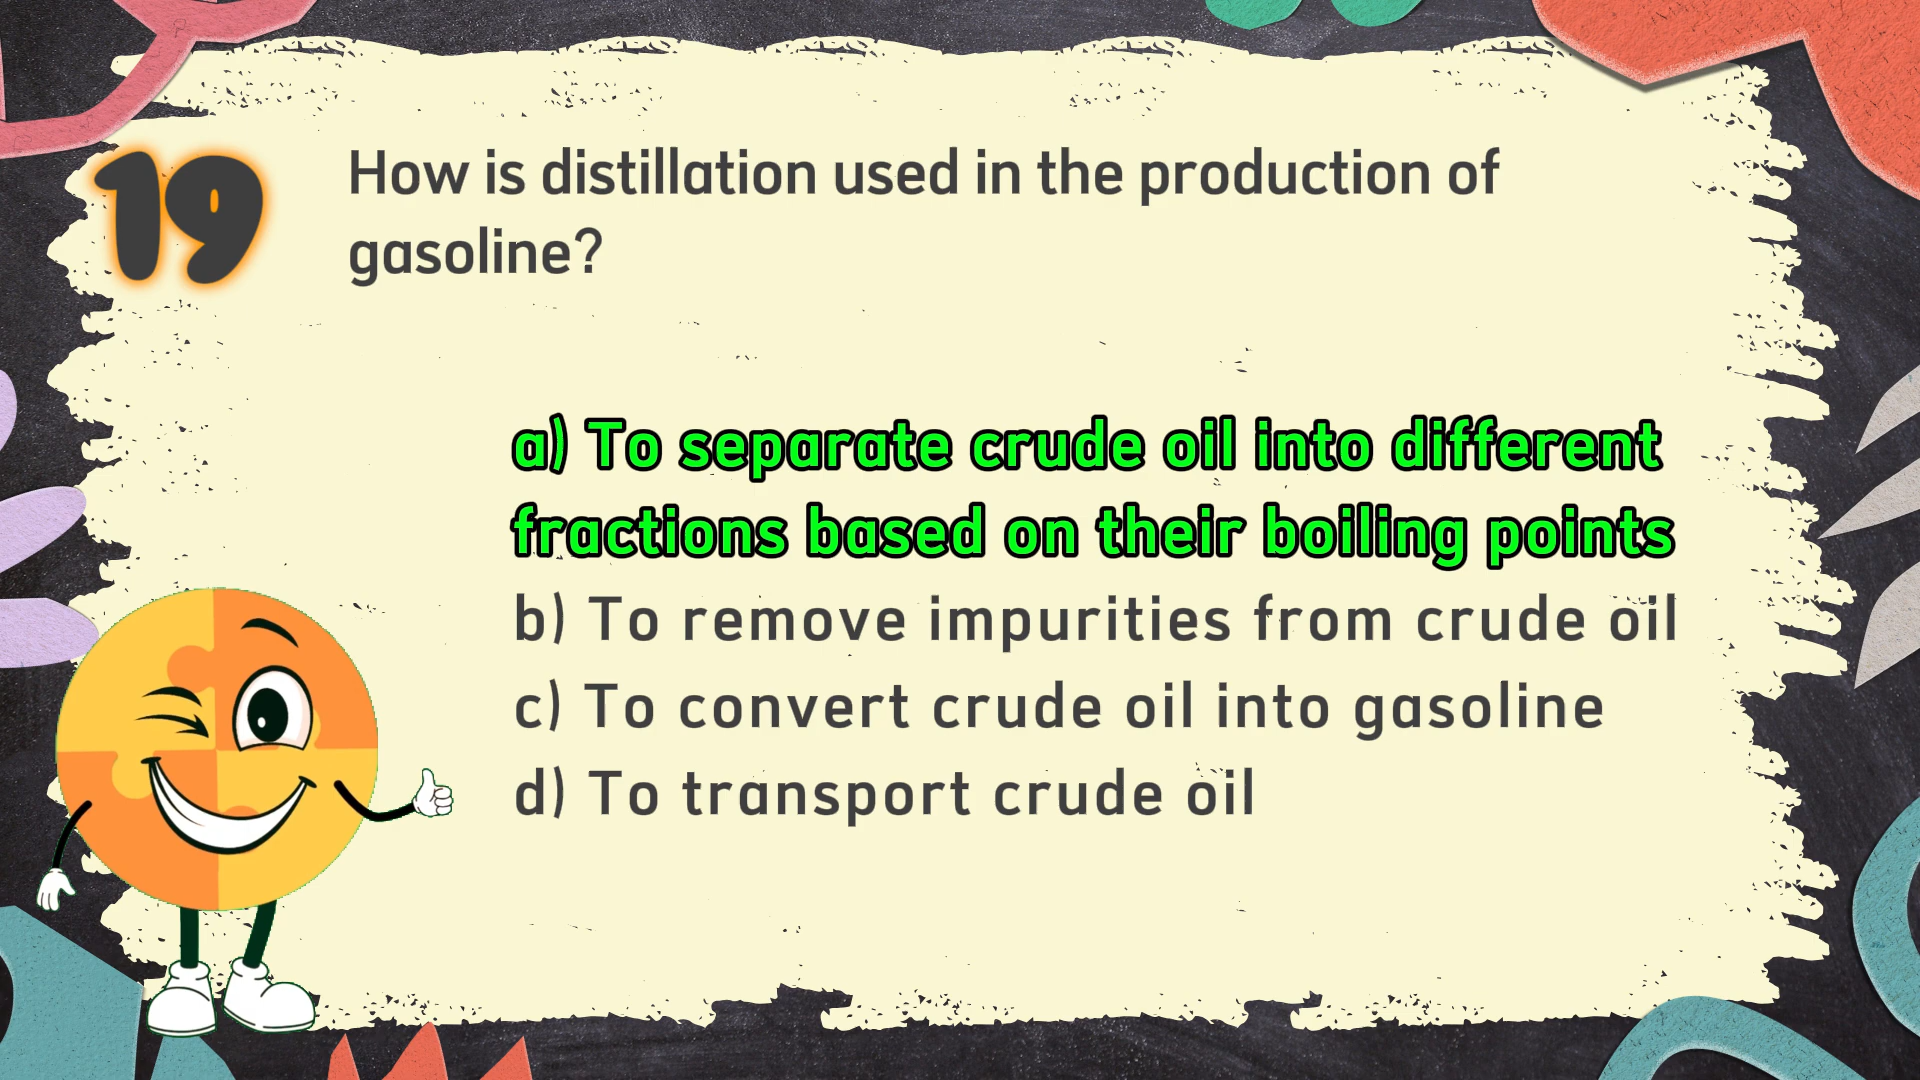 19
How is distillation used in the production of
gasoline?
a) To separate crude oil into different
fractions based on their boiling points
b) To remove impurities from crude oil
c) To convert crude oil into gasoline
d) To transport crude oil